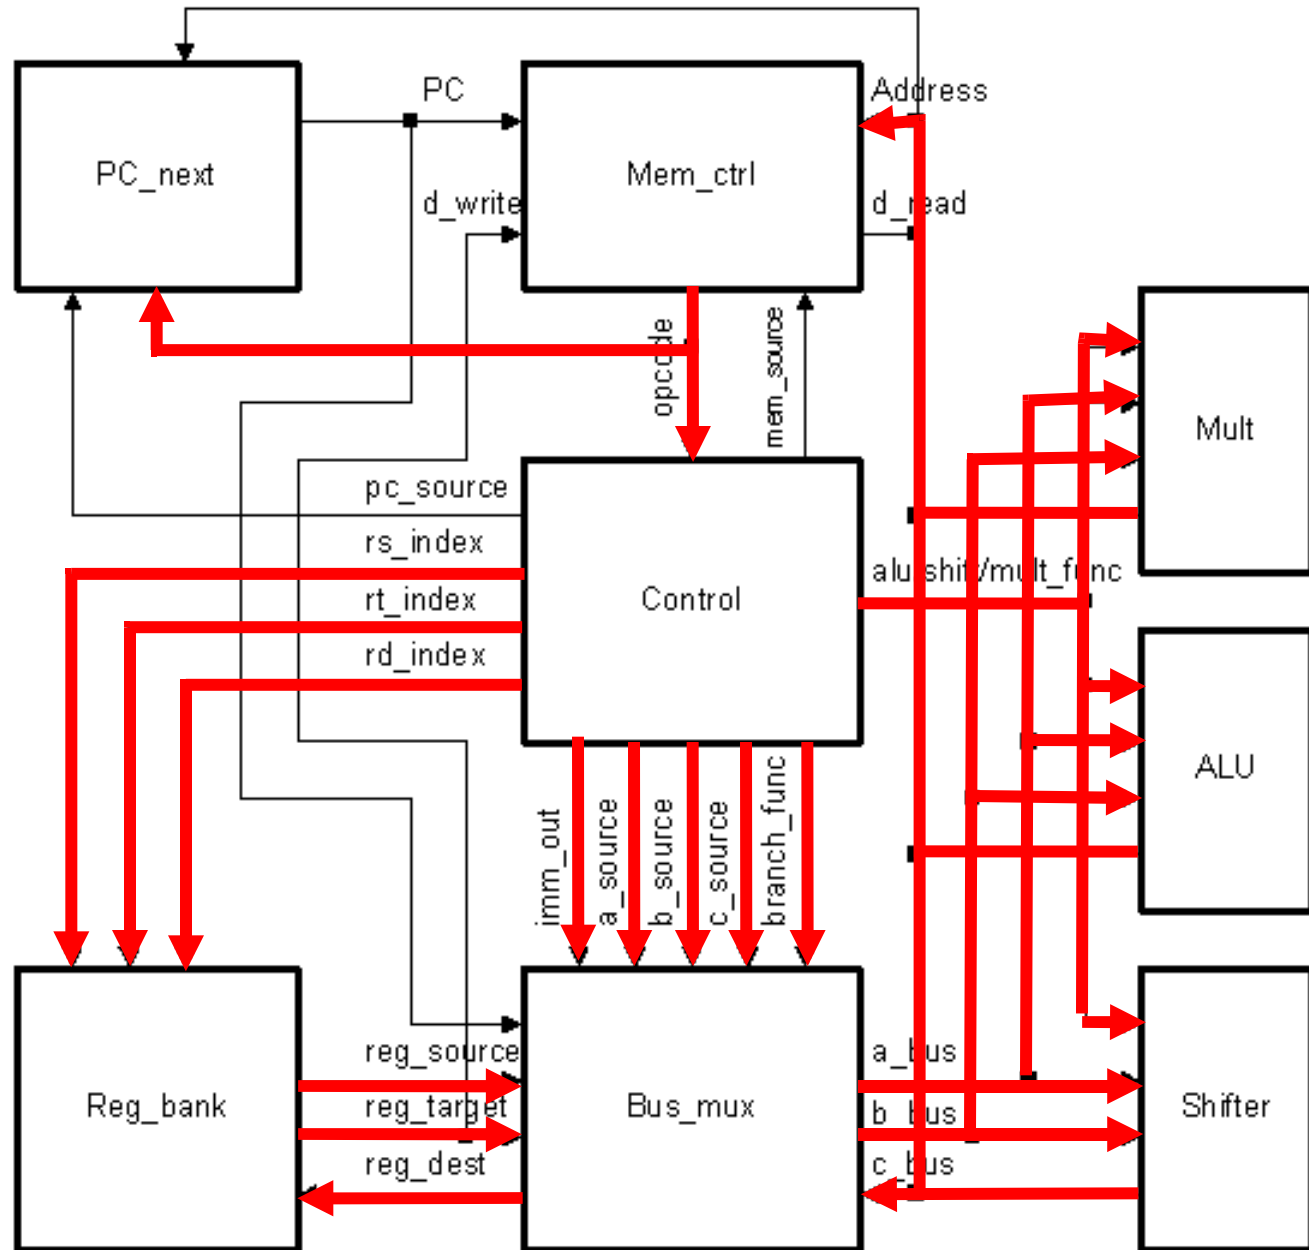 PC
Address
PC_next
Mem_ctrl
d_write
d_read
opcode
mem_source
Mult
pc_source
rs_index
alu/shift/mult_func
rt_index
Control
rd_index
ALU
imm_out
a_source
b_source
c_source
branch_func
reg_source
a_bus
Reg_bank
reg_target
Bus_mux
b_bus
Shifter
reg_dest
c_bus